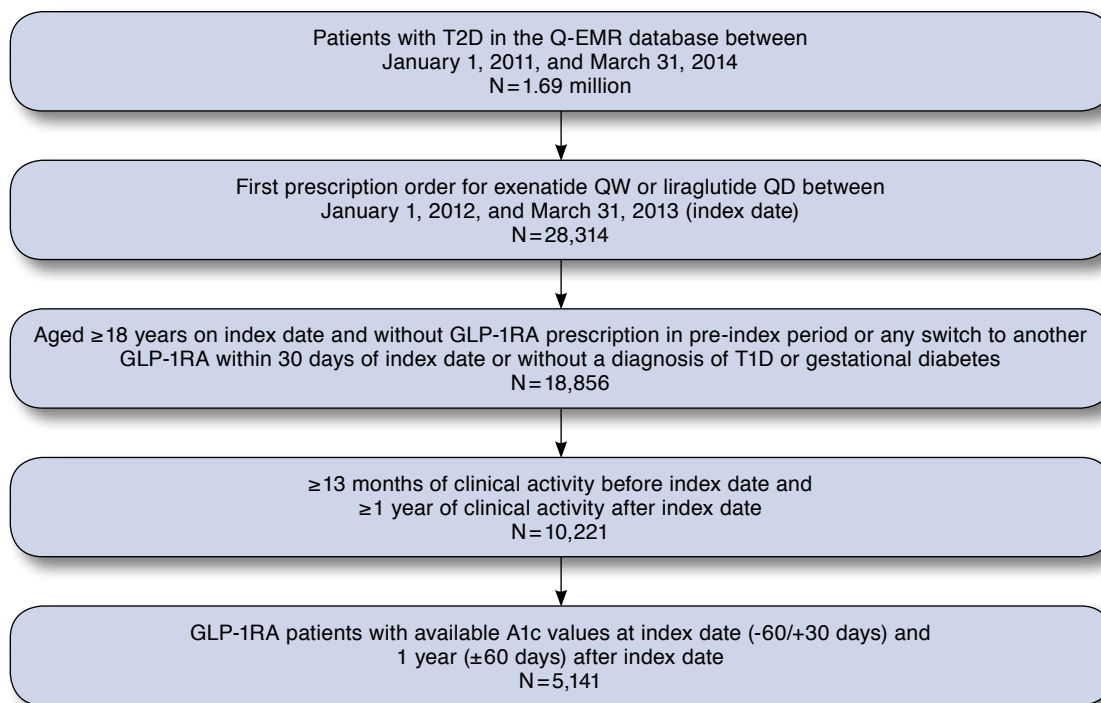 Patients with T2D in the Q-EMR database between
January 1, 2011, and March 31, 2014
N=1.69 million
First prescription order for exenatide QW or liraglutide QD between
January 1, 2012, and March 31, 2013 (index date)
N=28,314
Aged ≥18 years on index date and without GLP-1RA prescription in pre-index period or any switch to another
GLP-1RA within 30 days of index date or without a diagnosis of T1D or gestational diabetes
N=18,856
≥13 months of clinical activity before index date and
≥1 year of clinical activity after index date
N=10,221
GLP-1RA patients with available A1c values at index date (-60/+30 days) and
1 year (±60 days) after index date
N=5,141